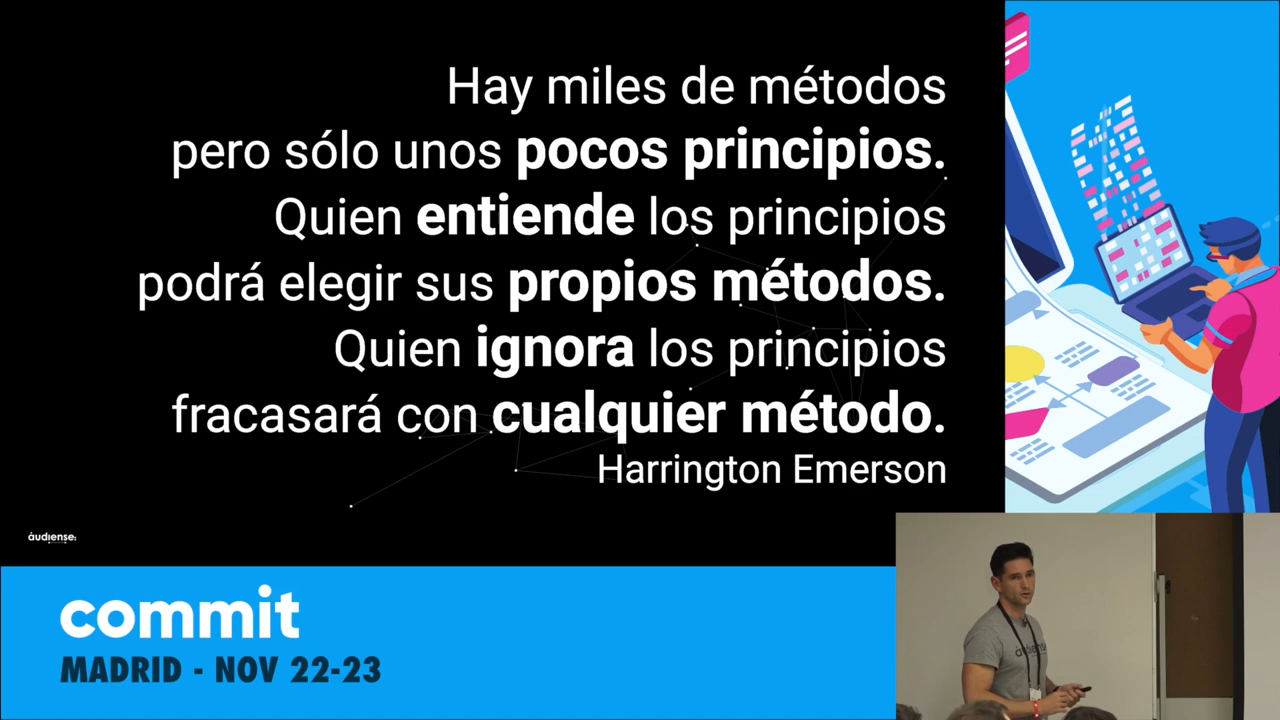 Hay miles de métodos
pero sólo unos pocos principios.
Quien entiende los principios
podrá elegir sus propios métodos.
Quien ignora los principios
fracasará con cualquier método.
Harrington Emerson
audiense:
commit
MADRID - NOV 22-23
audiense